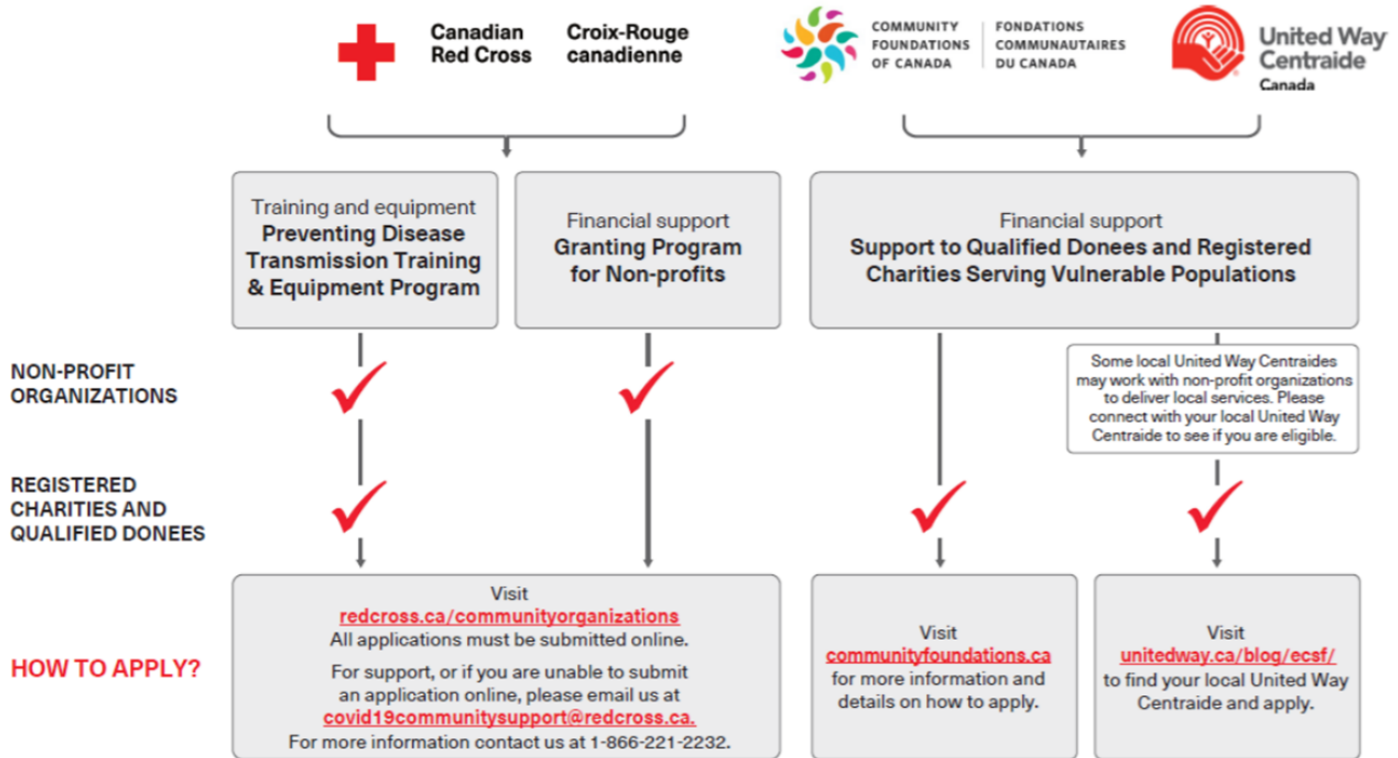 Canadian
Red Cross
Croix-Rouge
canadienne
COMMUNITY
FOUNDATIONS
OF CANADA
FONDATIONS
COMMUNAUTAIRES
DU CANADA
United Way
Centraide
Canada
Training and equipment
Preventing Disease
Transmission Training
& Equipment Program
Financial support
Granting Program
for Non-profits
Financial support
Support to Qualified Donees and Registered
Charities Serving Vulnerable Populations
NON-PROFIT
ORGANIZATIONS
Some local United Way Centraides
may work with non-profit organizations
to deliver local services. Please
connect with your local United Way
Centraide to see if you are eligible.
REGISTERED
CHARITIES AND
QUALIFIED DONEES
HOW TO APPLY?
Visit
redcross.ca/communityorganizations
All applications must be submitted online.
For support, or if you are unable to submit
an application online, please email us at
covid19communitysupport@redcross.ca.
For more information contact us at 1-866-221-2232.
Visit
communityfoundations.ca
for more information and
details on how to apply.
Visit
unitedway.ca/blog/ecsf/
to find your local United Way
Centraide and apply.